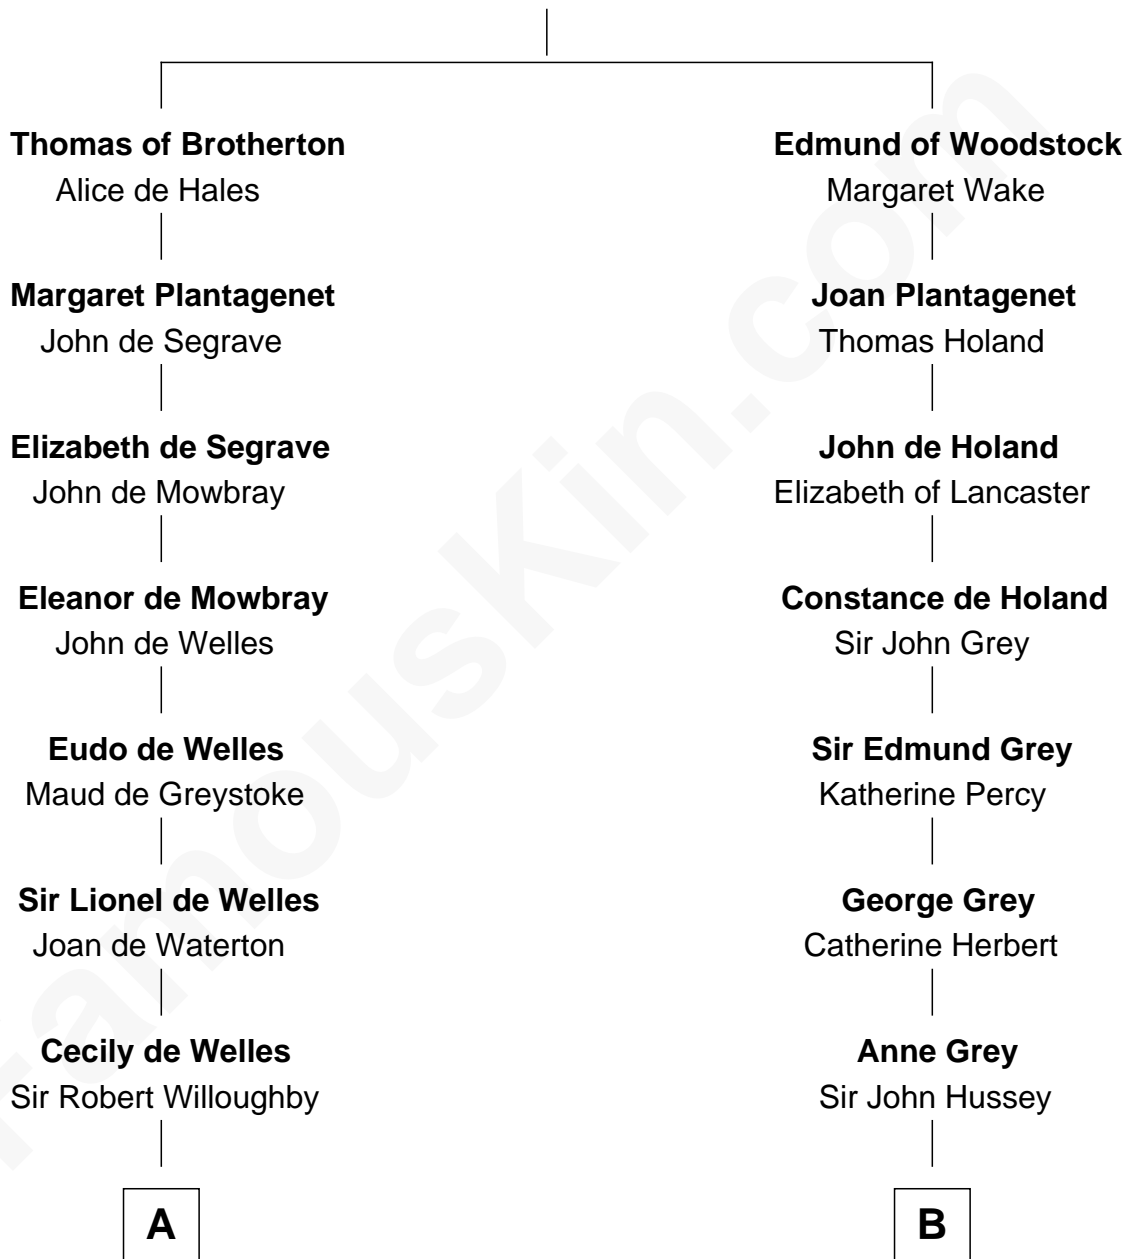 Thomas of Brotherton
Alice de Hales
Margaret Plantagenet
John de Segrave
Elizabeth de Segrave
John de Mowbray
Eleanor de Mowbray
John de Welles
Eudo de Welles
Maud de Greystoke
Sir Lionel de Welles
Joan de Waterton
Cecily de Welles
Sir Robert Willoughby
A
Edmund of Woodstock
Margaret Wake
Joan Plantagenet
Thomas Holand
John de Holand
Elizabeth of Lancaster
Constance de Holand
Sir John Grey
Sir Edmund Grey
Katherine Percy
George Grey
Catherine Herbert
Anne Grey
Sir John Hussey
B
FamousKin.com